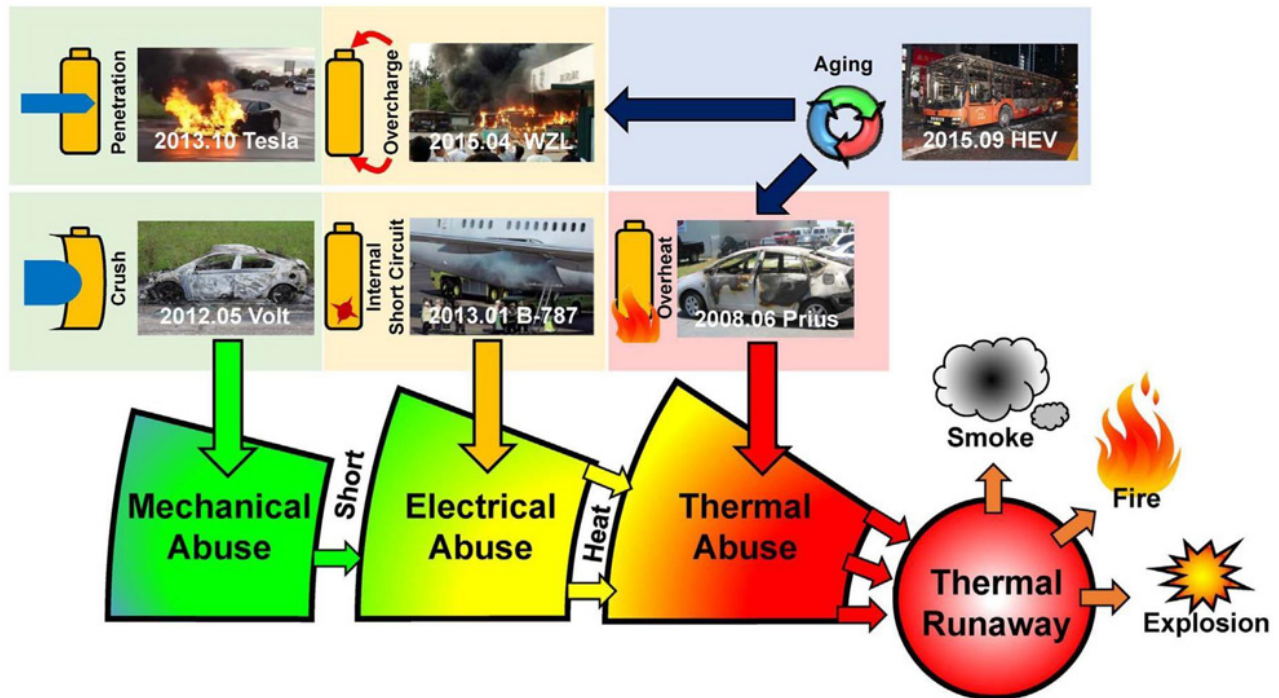 Penetration
2013.10 Tesla
Overcharge
2015.04, WZL
Aging
2015.09 HEV
Crush
2012.05 Volt
Internal
Short Circuit
2013.01 B-787
Overheat
2008.06 Prius
Mechanical
Abuse
Short
Electrical
Abuse
Heat
Thermal
Abuse
Thermal
Runaway
Smoke
Fire
Explosion